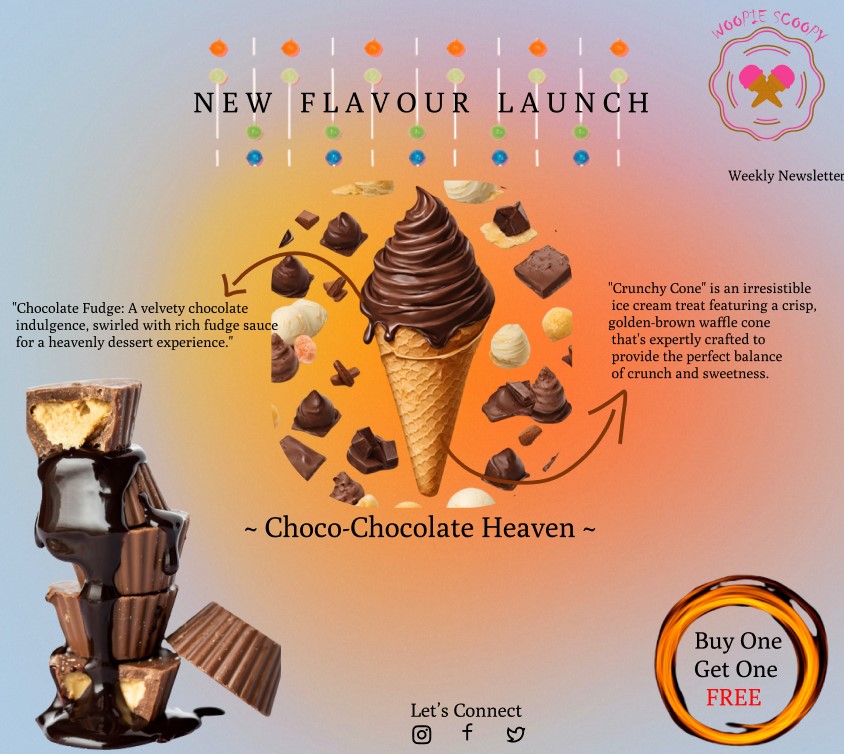 WOOPIE SCOOPY
NEW FLAVOUR LAUNCH
Weekly Newsletter
"Chocolate Fudge: A velvety chocolate
indulgence, swirled with rich fudge sauce
for a heavenly dessert experience."
"Crunchy Cone" is an irresistible
ice cream treat featuring a crisp,
golden-brown waffle cone
that's expertly crafted to
provide the perfect balance
of crunch and sweetness.
~ Choco-Chocolate Heaven ~
Buy One
Get One
FREE
Let's Connect